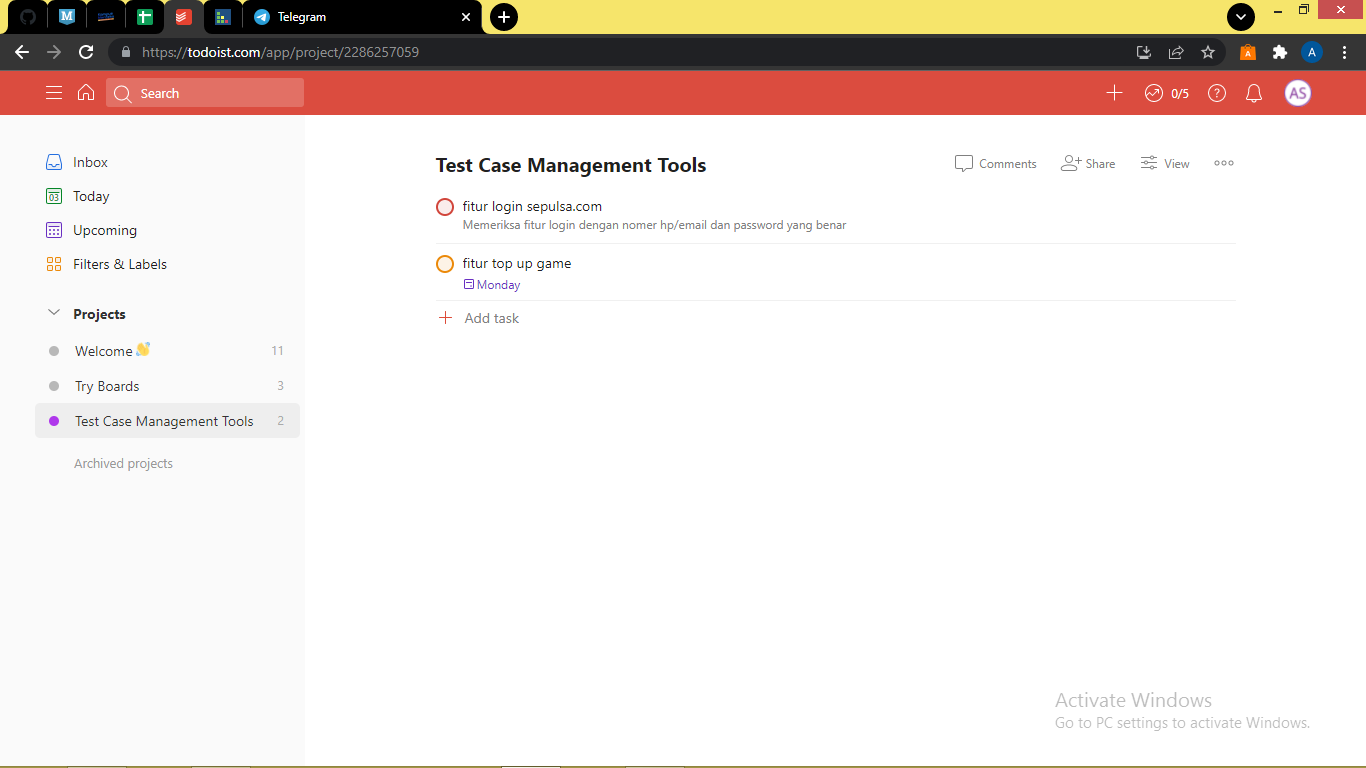 Telegram
https://todoist.com/app/project/2286257059
A
Search
0/5
AS
Inbox
03
Today
Upcoming
Filters & Labels
Projects
Welcome👋
11
Try Boards
3
Test Case Management Tools
2
Archived projects
Test Case Management Tools
Comments
Share
View
fitur login sepulsa.com
Memeriksa fitur login dengan nomer hp/email dan password yang benar
fitur top up game
Monday
Add task
Activate Windows
Go to PC settings to activate Windows.